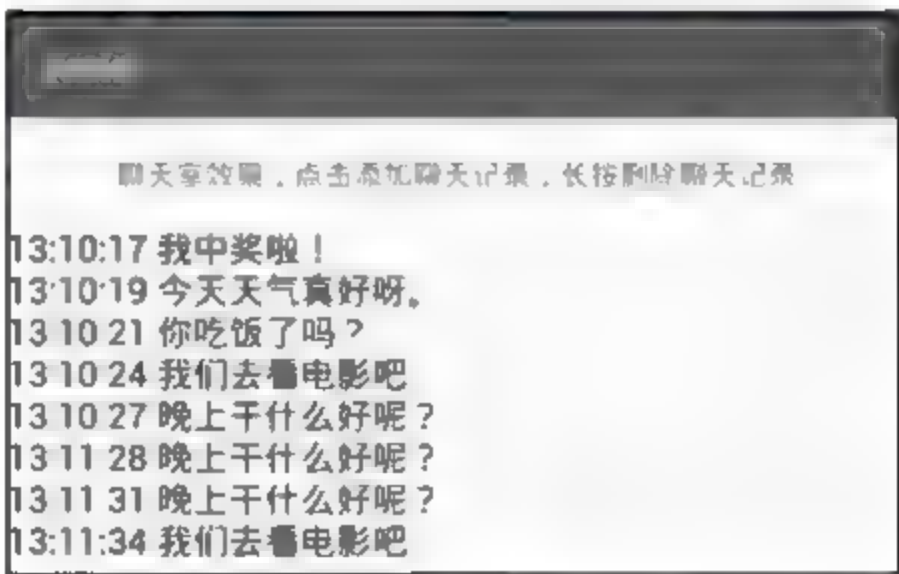 聊天室效果，点击添加聊天记录，长按删除聊天记录
13:10:17 我中奖啦！
13:10:19 今天天气真好呀。
13 10 21 你吃饭了吗？
13 10 24 我们去看电影吧
13 10 27 晚上干什么好呢？
13 11 28 晚上干什么好呢？
13 11 31 晚上干什么好呢？
13:11:34 我们去看电影吧